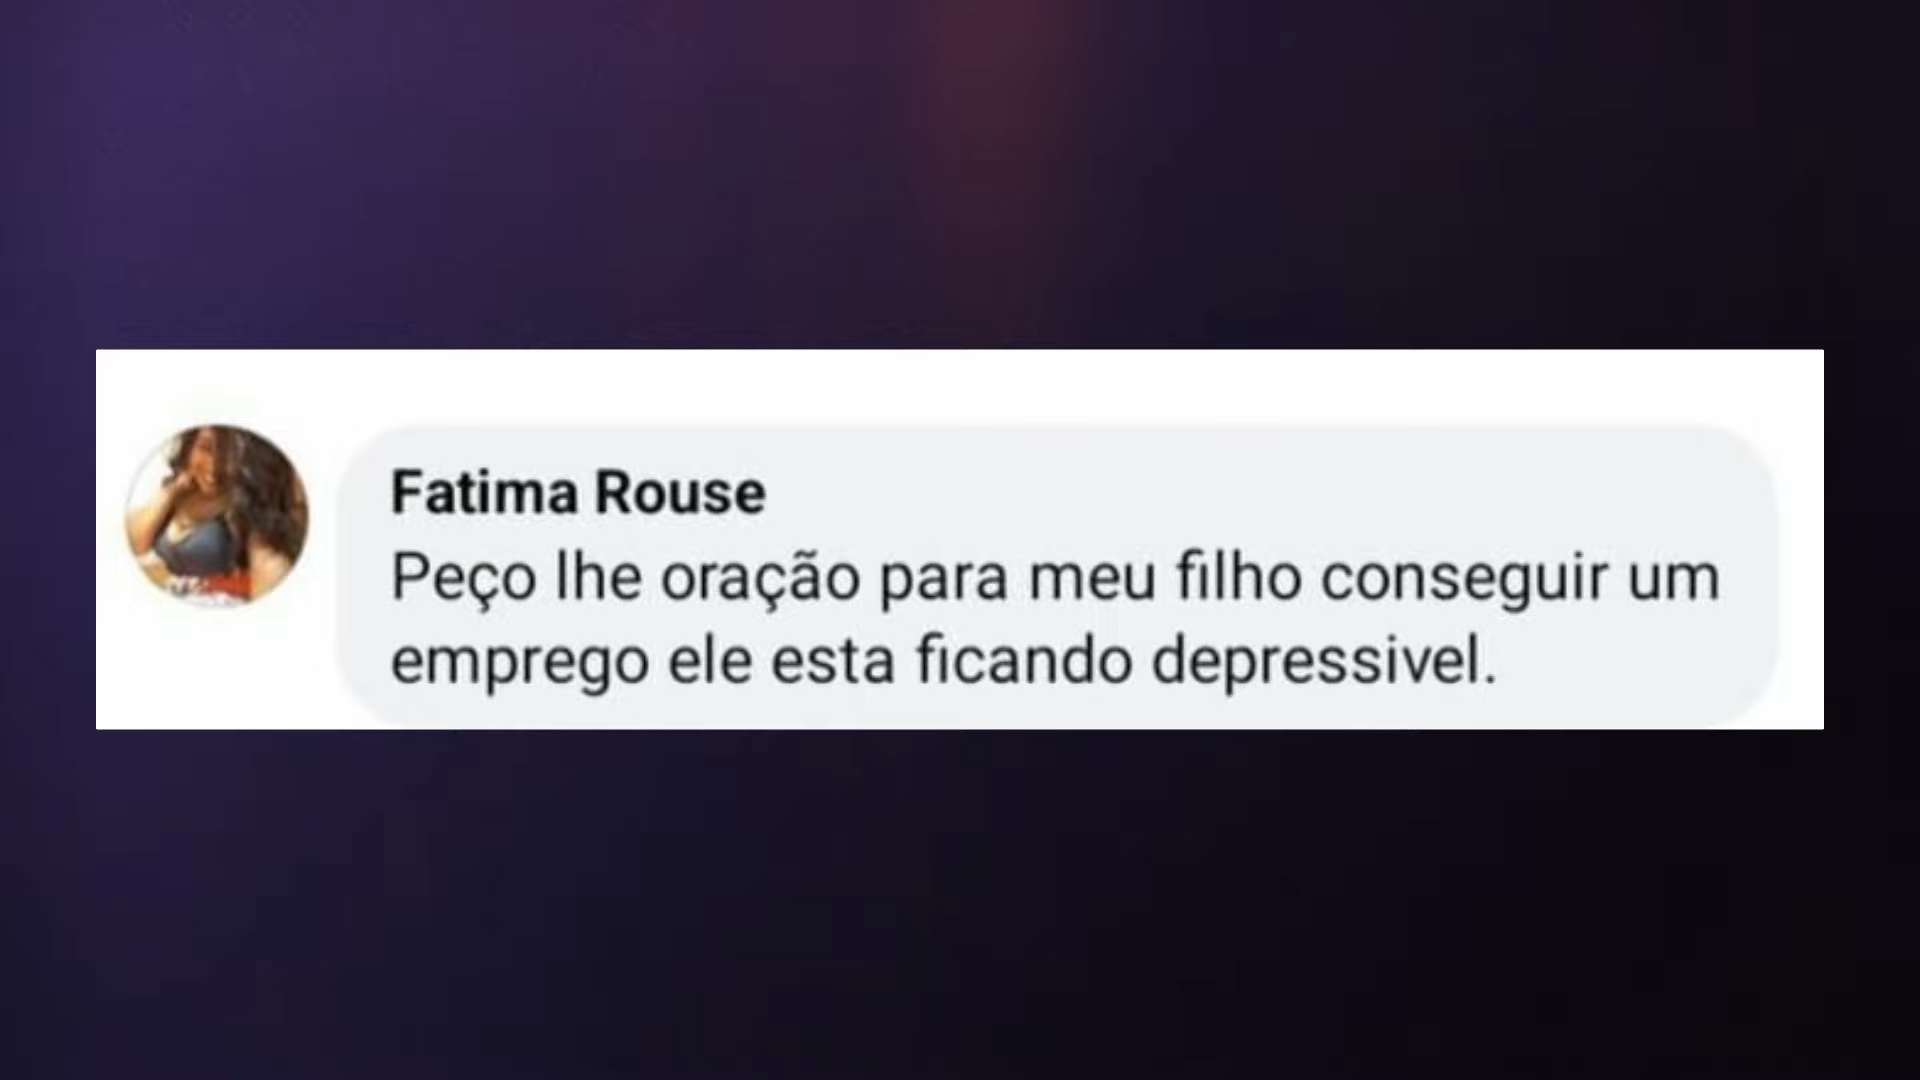 Fatima Rouse
Peço lhe oração para meu filho conseguir um
emprego ele esta ficando depressivel.